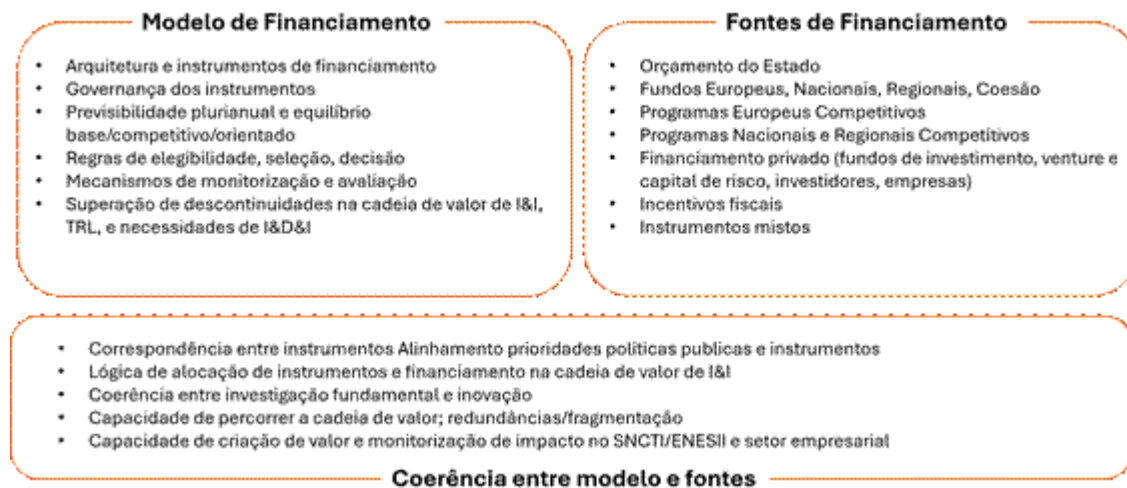 Modelo de Financiamento
• Arquitetura e instrumentos de financiamento
• Governança dos instrumentos
• Previsibilidade plurianual e equilíbrio
base/competitivo/orientado
• Regras de elegibilidade, seleção, decisão
• Mecanismos de monitorização e avaliação
• Superação de descontinuidades na cadeia de valor de I&I,
TRL, e necessidades de I&D&I
Fontes de Financiamento
• Orçamento do Estado
• Fundos Europeus, Nacionais, Regionais, Coesão
• Programas Europeus Competitivos
• Programas Nacionais e Regionais Competitivos
• Financiamento privado (fundos de investimento, venture e
capital de risco, investidores, empresas)
• Incentivos fiscais
• Instrumentos mistos
• Correspondência entre instrumentos Alinhamento prioridades políticas publicas e instrumentos
• Lógica de alocação de instrumentos e financiamento na cadeia de valor de I&I
• Coerência entre investigação fundamental e inovação
• Capacidade de percorrer a cadeia de valor; redundâncias/fragmentação
• Capacidade de criação de valor e monitorização de impacto no SNCTI/ENESII e setor empresarial
Coerência entre modelo e fontes